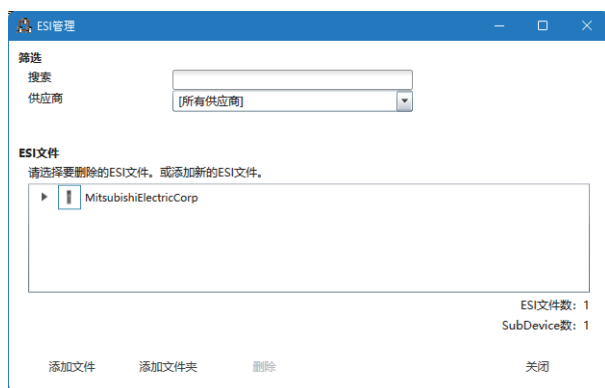 ESI管理
筛选
搜索
供应商 [所有供应商]
ESI文件
请选择要删除的ESI文件。或添加新的ESI文件。
MitsubishiElectricCorp
ESI文件数: 1
SubDevice数: 1
添加文件 添加文件夹 删除 关闭